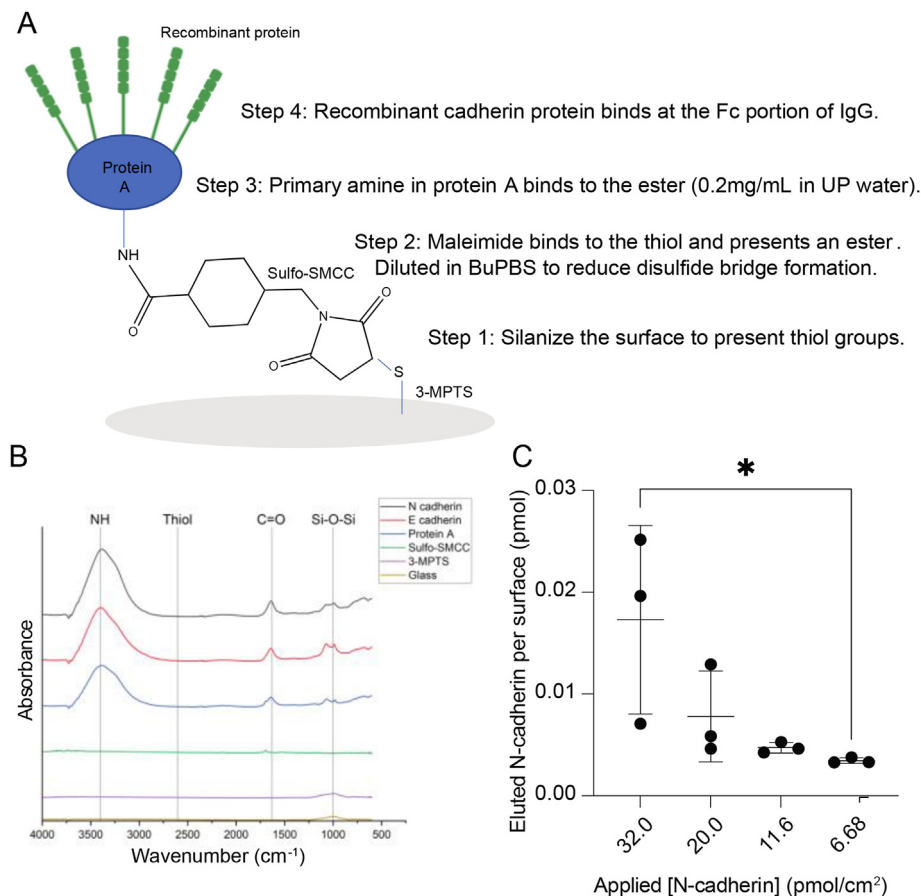 A
Recombinant protein
Step 4: Recombinant cadherin protein binds at the Fc portion of IgG.
Protein
A
Step 3: Primary amine in protein A binds to the ester (0.2mg/mL in UP water).
NH
Step 2: Maleimide binds to the thiol and presents an ester.
Sulfo-SMCC
Diluted in BuPBS to reduce disulfide bridge formation.
O
N
O
O
Step 1: Silanize the surface to present thiol groups.
S
3-MPTS
B
NH Thiol C=O Si-O-Si
N cadherin
E cadherin
Protein A
Sulfo-SMCC
3-MPTS
Glass
Absorbance
4000 3500 3000 2500 2000 1500 1000 500
Wavenumber (cm⁻¹)
C
*
Eluted N-cadherin per surface (pmol)
0.03
0.02
0.01
0.00
32.0 20.0 11.6 6.68
Applied [N-cadherin] (pmol/cm²)